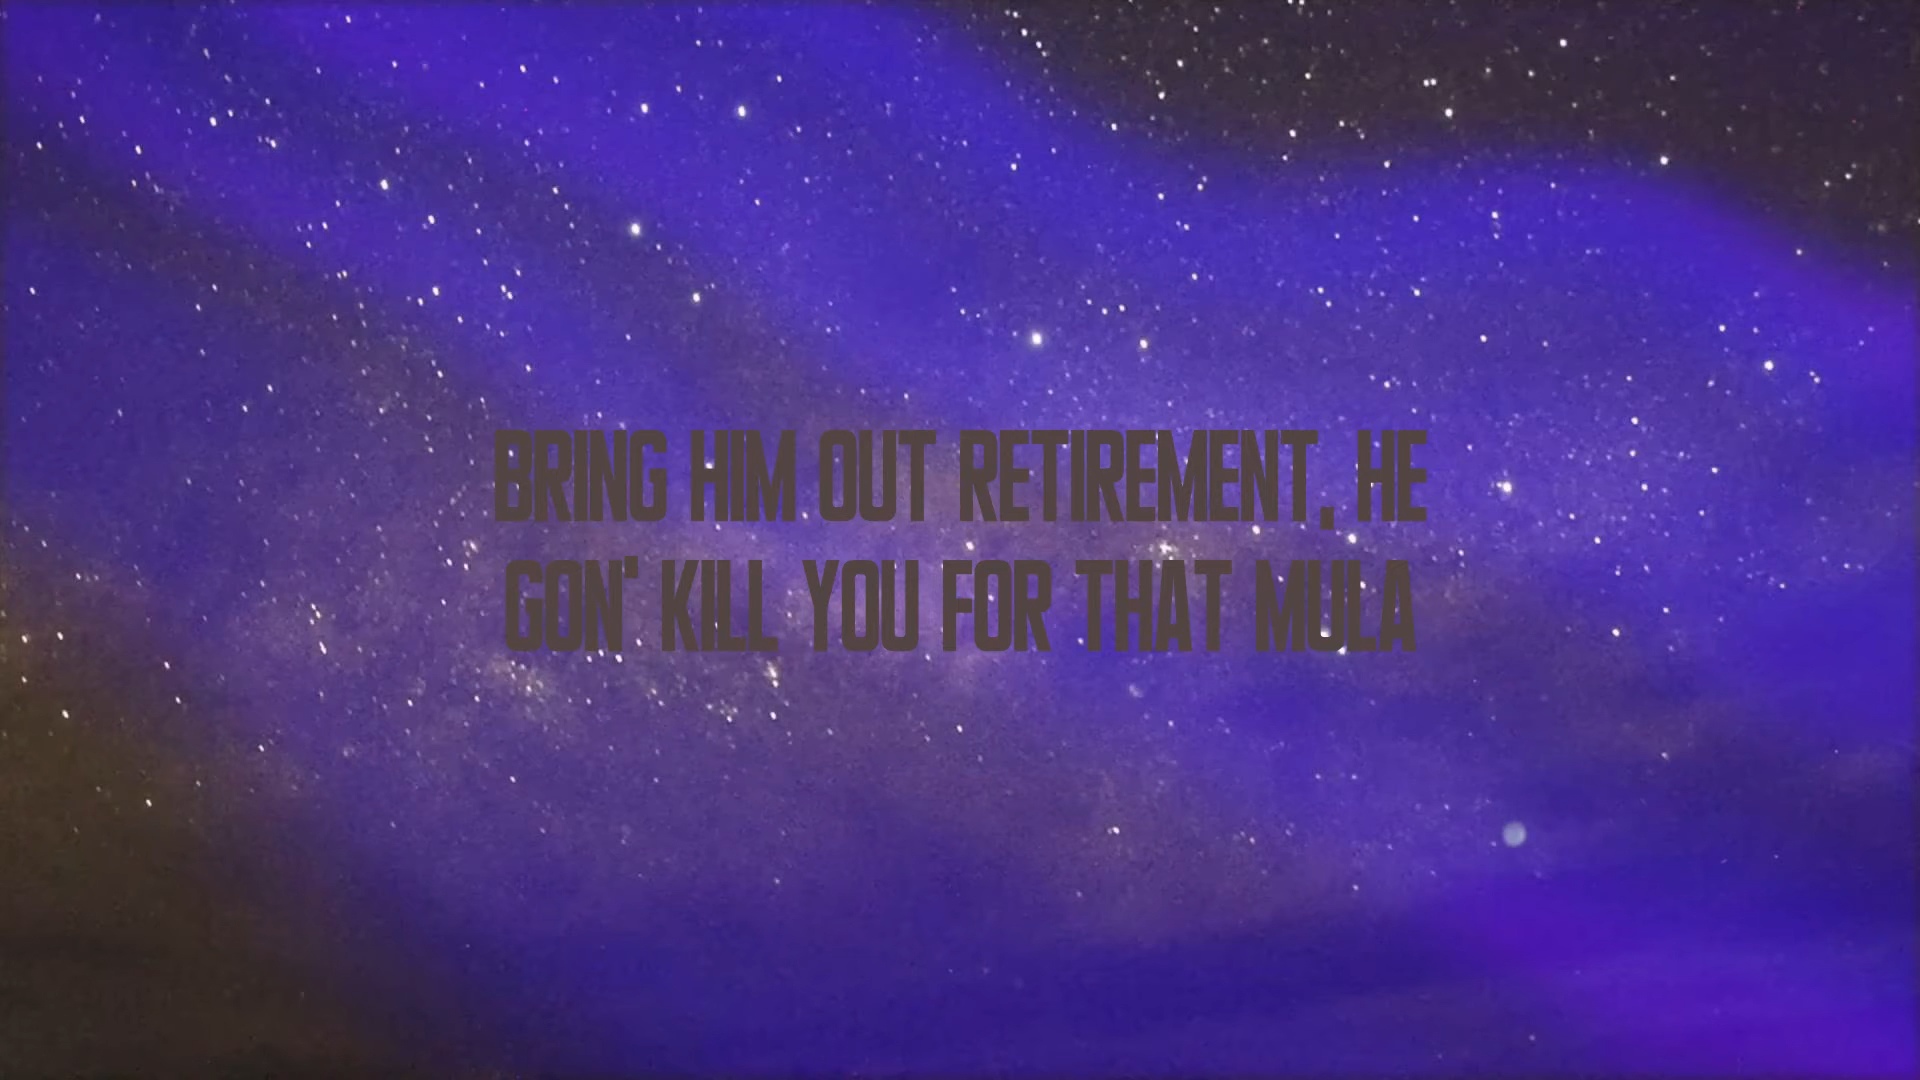 BRING HIM OUT RETIREMENT, HE
GON' KILL YOU FOR THAT MULA